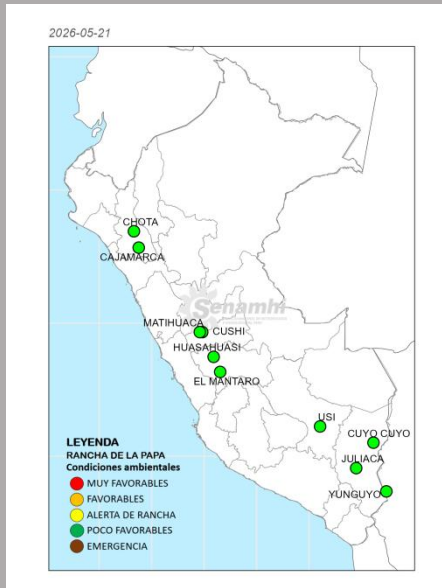 2026-05-21
CHOTA
CAJAMARCA
Senamhi
MATIHUACA
CUSHI
HUASAHUASI
EL MANTARO
USI
CUYO CUYO
JULIACA
YUNGUYO
LEYENDA
RANCHA DE LA PAPA
Condiciones ambientales
MUY FAVORABLES
FAVORABLES
ALERTA DE RANCHA
POCO FAVORABLES
EMERGENCIA